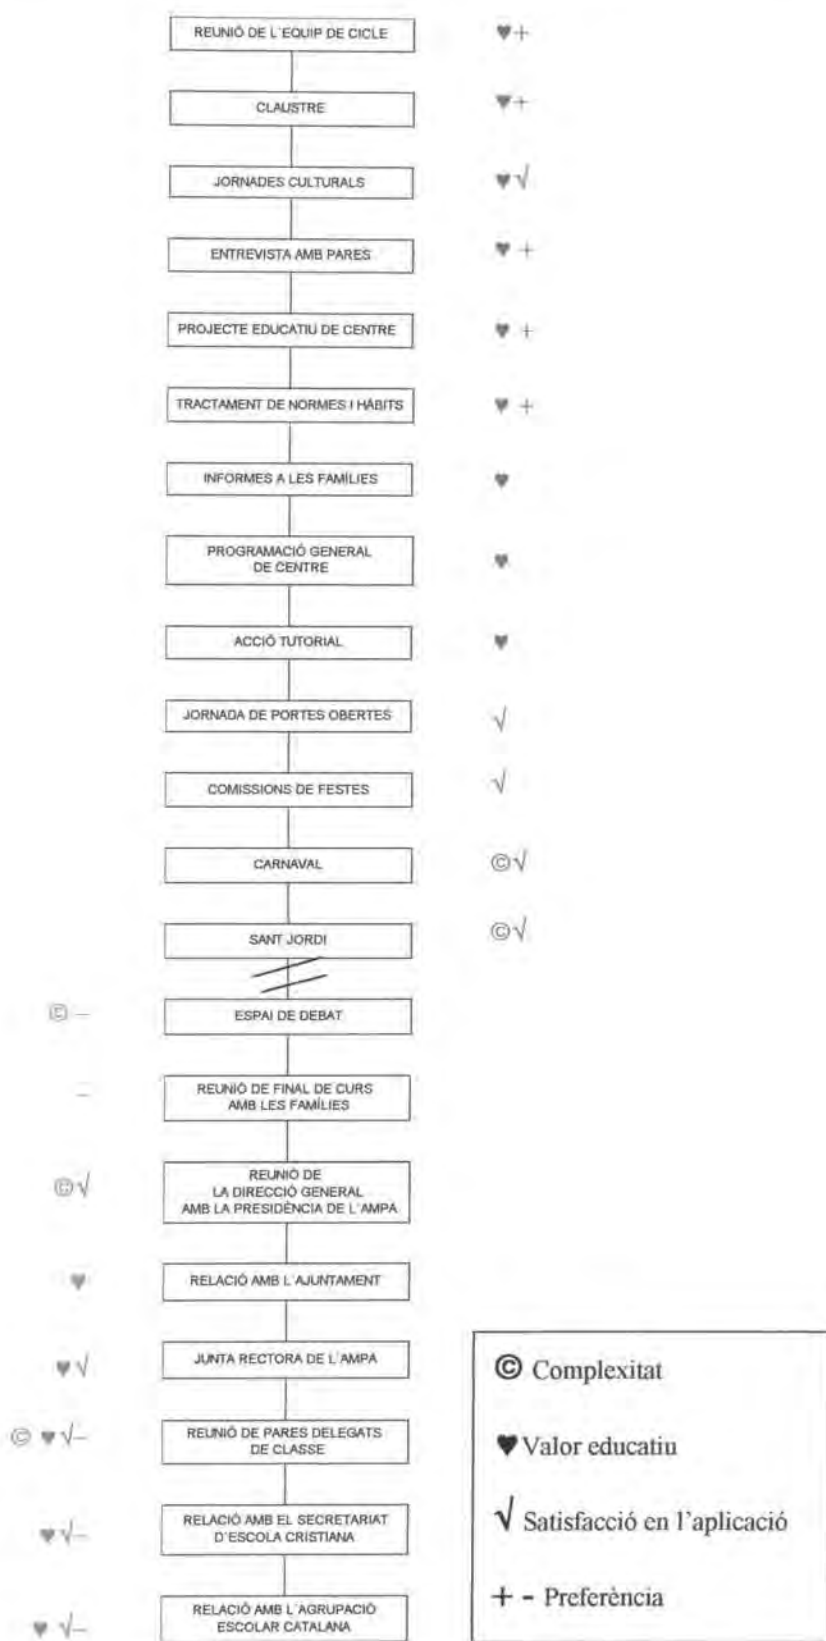 REUNIÓ DE L´EQUIP DE CICLE ♥+
CLAUSTRE ♥+
JORNADES CULTURALS ♥√
ENTREVISTA AMB PARES ♥ +
PROJECTE EDUCATIU DE CENTRE ♥ +
TRACTAMENT DE NORMES I HÀBITS ♥ +
INFORMES A LES FAMÍLIES ♥
PROGRAMACIÓ GENERAL
DE CENTRE ♥
ACCIÓ TUTORIAL ♥
JORNADA DE PORTES OBERTES √
COMISSIONS DE FESTES √
CARNAVAL ©√
SANT JORDI ©√
© – ESPAI DE DEBAT
– REUNIÓ DE FINAL DE CURS
AMB LES FAMÍLIES
©√ REUNIÓ DE
LA DIRECCIÓ GENERAL
AMB LA PRESIDÈNCIA DE L´AMPA
♥ RELACIÓ AMB L´AJUNTAMENT
♥√ JUNTA RECTORA DE L´AMPA
© ♥√– REUNIÓ DE PARES DELEGATS
DE CLASSE
♥√– RELACIÓ AMB EL SECRETARIAT
D´ESCOLA CRISTIANA
♥ √– RELACIÓ AMB L´AGRUPACIÓ
ESCOLAR CATALANA
© Complexitat
♥ Valor educatiu
√ Satisfacció en l’aplicació
+ - Preferència